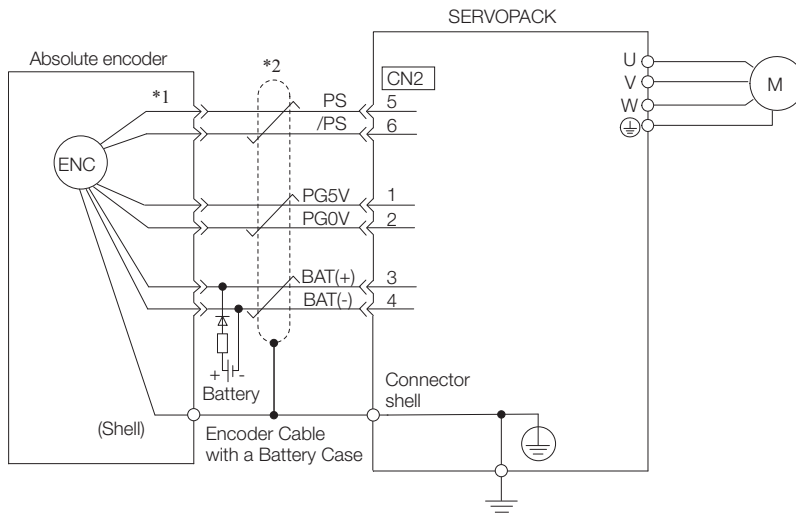 SERVOPACK
Absolute encoder
*1
*2
CN2
ENC
PS 5
/PS 6
PG5V 1
PG0V 2
BAT(+) 3
BAT(-) 4
+ -
Battery
U
V
W
M
Connector
shell
(Shell)
Encoder Cable
with a Battery Case